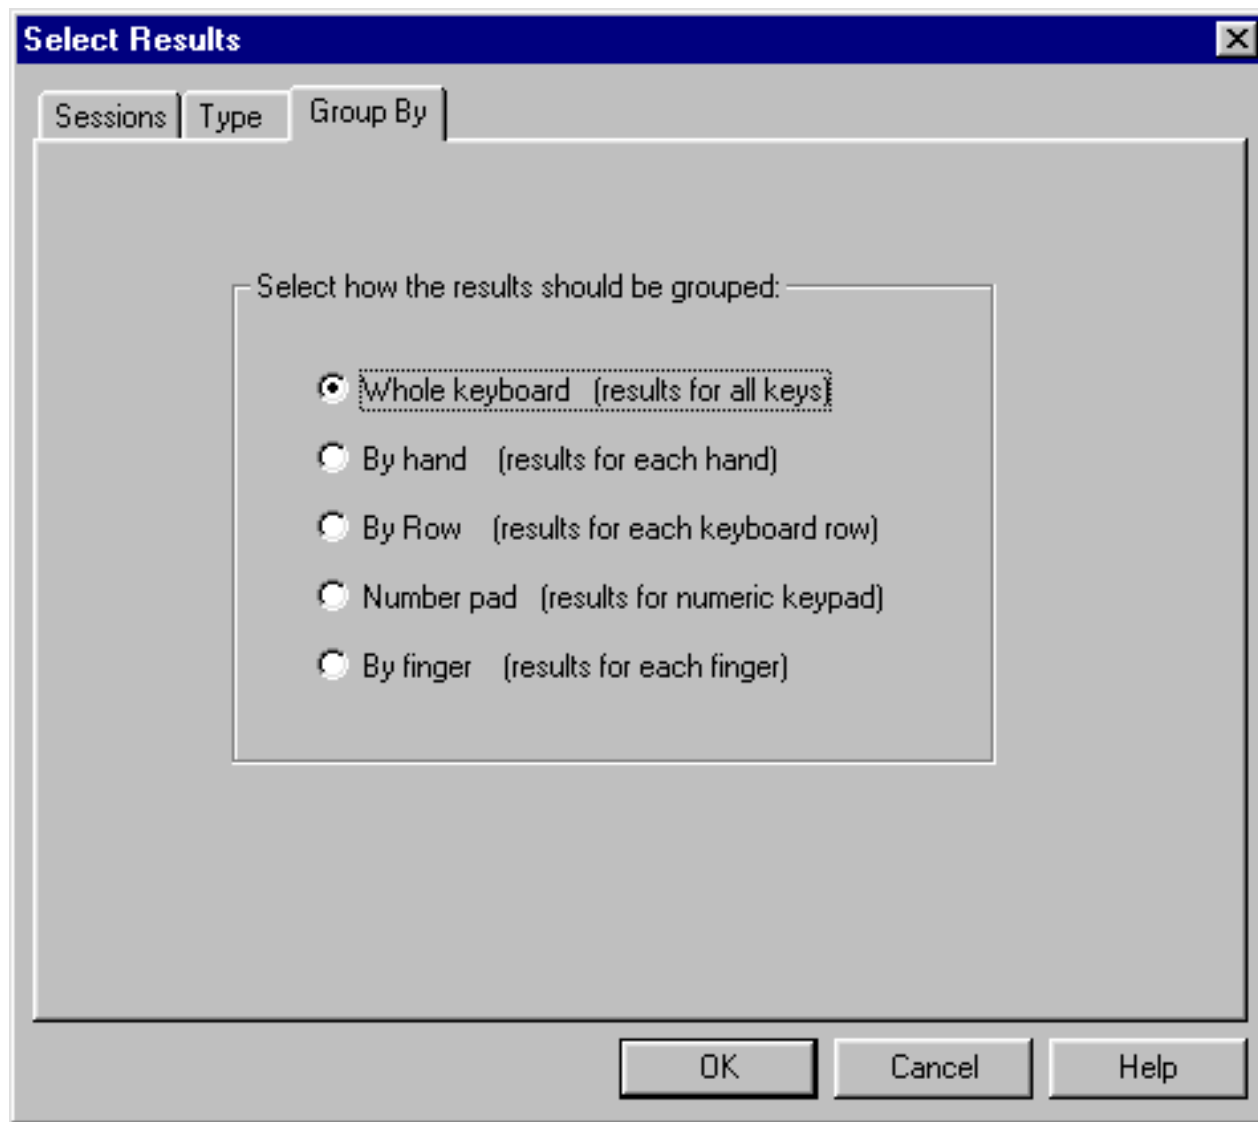 Select Results
Sessions Type Group By
Select how the results should be grouped:
Whole keyboard (results for all keys)
By hand (results for each hand)
By Row (results for each keyboard row)
Number pad (results for numeric keypad)
By finger (results for each finger)
OK Cancel Help